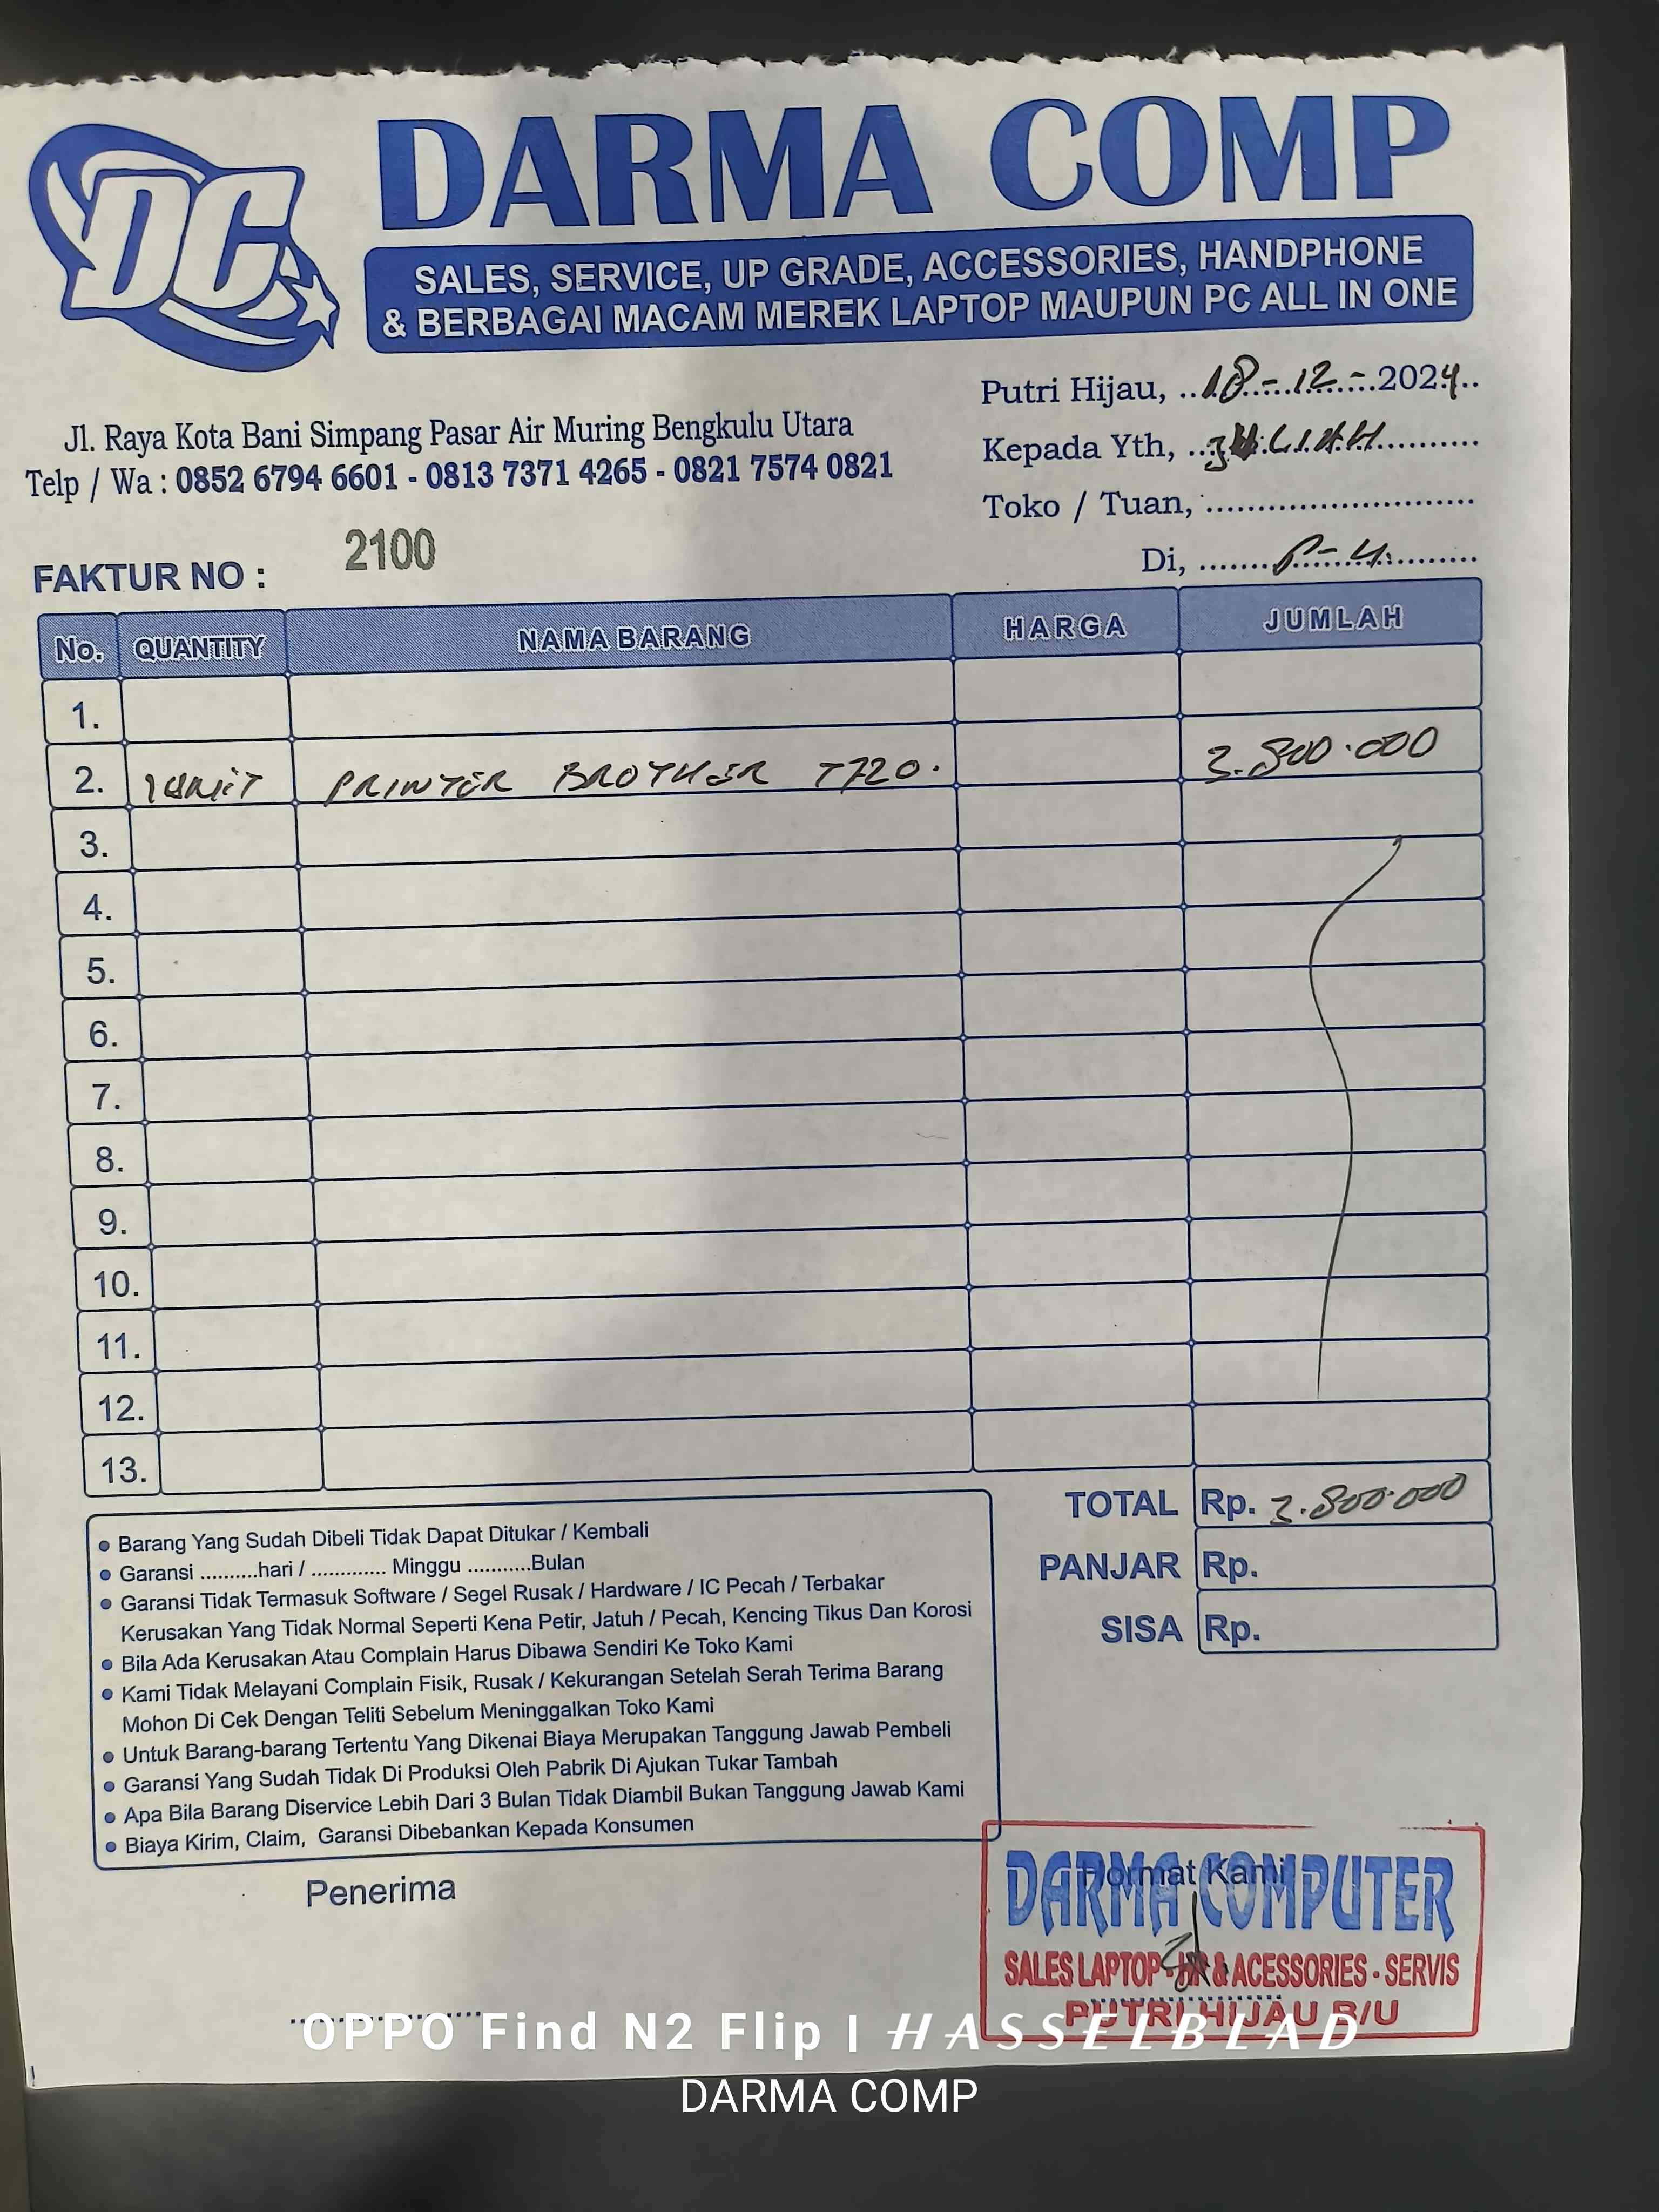 DC
DARMA COMP
SALES, SERVICE, UP GRADE, ACCESSORIES, HANDPHONE
& BERBAGAI MACAM MEREK LAPTOP MAUPUN PC ALL IN ONE
Jl. Raya Kota Bani Simpang Pasar Air Muring Bengkulu Utara
Telp / Wa : 0852 6794 6601 - 0813 7371 4265 - 0821 7574 0821
Putri Hijau, 18-12-2024
Kepada Yth,
Toko / Tuan,
Di, P-H
FAKTUR NO : 2100
No. QUANTITY NAMA BARANG HARGA JUMLAH
1.
2. 1 UNIT PRINTER BROTHER T720. 3.800.000
3.
4.
5.
6.
7.
8.
9.
10.
11.
12.
13.
TOTAL Rp. 3.800.000
PANJAR Rp.
SISA Rp.
• Barang Yang Sudah Dibeli Tidak Dapat Ditukar / Kembali
• Garansi ..........hari / ............. Minggu ...........Bulan
• Garansi Tidak Termasuk Software / Segel Rusak / Hardware / IC Pecah / Terbakar
Kerusakan Yang Tidak Normal Seperti Kena Petir, Jatuh / Pecah, Kencing Tikus Dan Korosi
• Bila Ada Kerusakan Atau Complain Harus Dibawa Sendiri Ke Toko Kami
• Kami Tidak Melayani Complain Fisik, Rusak / Kekurangan Setelah Serah Terima Barang
Mohon Di Cek Dengan Teliti Sebelum Meninggalkan Toko Kami
• Untuk Barang-barang Tertentu Yang Dikenai Biaya Merupakan Tanggung Jawab Pembeli
• Garansi Yang Sudah Tidak Di Produksi Oleh Pabrik Di Ajukan Tukar Tambah
• Apa Bila Barang Diservice Lebih Dari 3 Bulan Tidak Diambil Bukan Tanggung Jawab Kami
• Biaya Kirim, Claim, Garansi Dibebankan Kepada Konsumen
Penerima
Hormat Kami
DARMA COMPUTER
SALES LAPTOP - HP & ACESSORIES - SERVIS
PUTRI HIJAU B/U
OPPO Find N2 Flip | HASSELBLAD
DARMA COMP